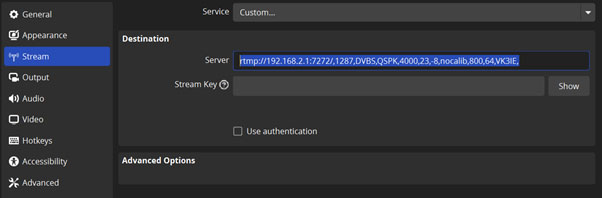 Service Custom...
General
Appearance
Stream
Output
Audio
Video
Hotkeys
Accessibility
Advanced
Destination
Server rtmp://192.168.2.1:7272/,1287,DVBS,QSPK,4000,23,-8,nocalib,800,64,VK3IE,
Stream Key ? Show
Use authentication
Advanced Options